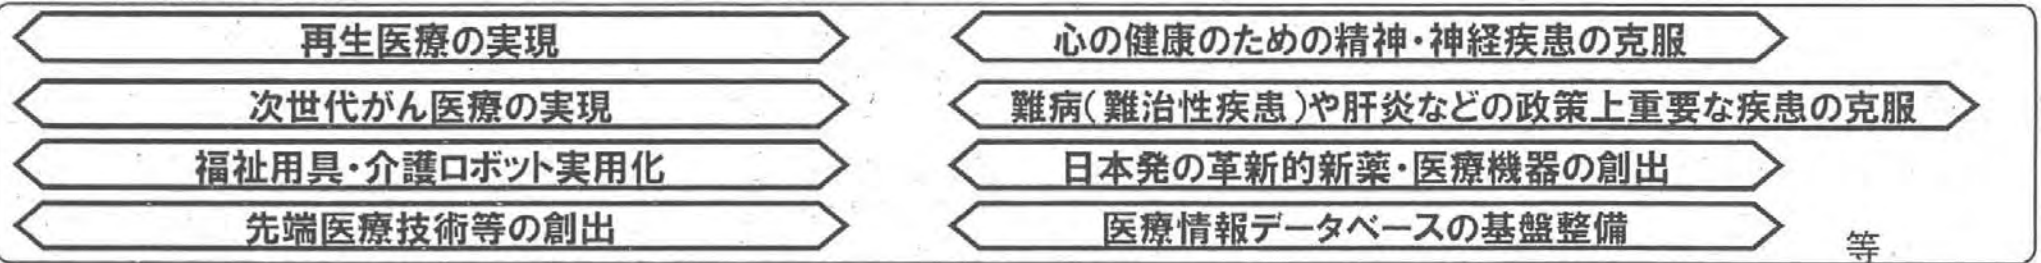 再生医療の実現
心の健康のための精神・神経疾患の克服
次世代がん医療の実現
難病(難治性疾患)や肝炎などの政策上重要な疾患の克服
福祉用具・介護ロボット実用化
日本発の革新的新薬・医療機器の創出
先端医療技術等の創出
医療情報データベースの基盤整備
等